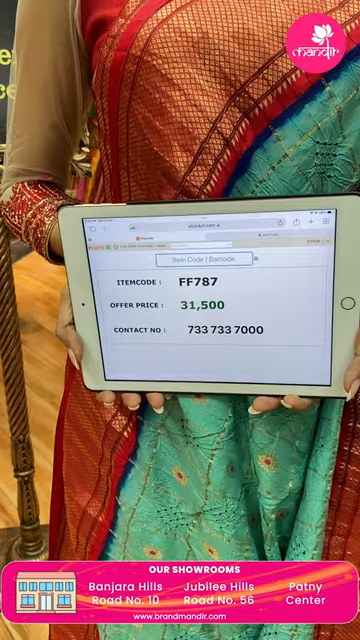 mandir
Item Code / Barcode
ITEMCODE : FF787
OFFER PRICE : 31,500
CONTACT NO : 733 733 7000
OUR SHOWROOMS
Banjara Hills Road No. 10
Jubilee Hills Road No. 56
Patny Center
www.brandmandir.com